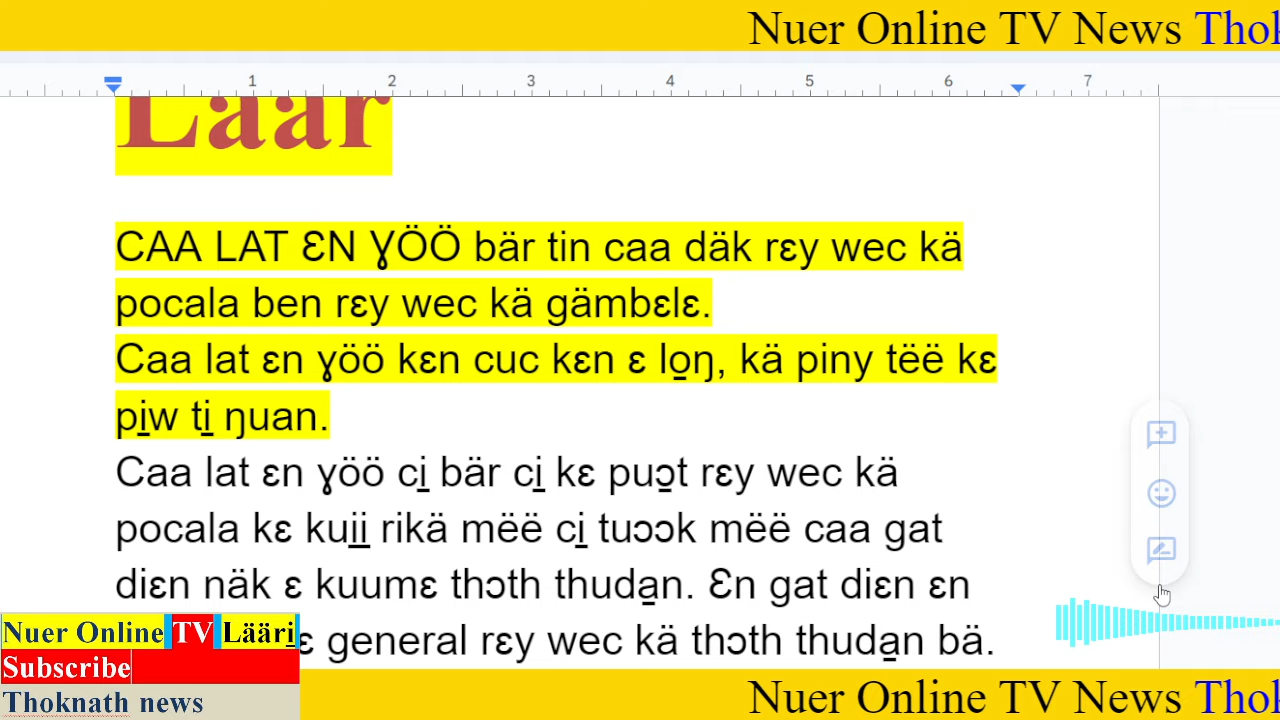 Nuer Online TV News Thok
1 2 3 4 5 6 7
Läär
CAA LAT ƐN ƔÖÖ bär tin caa däk rɛy wec kä
pocala ben rɛy wec kä gämbɛlɛ.
Caa lat ɛn ɣöö kɛn cuc kɛn ɛ lo̱ŋ, kä piny tëë kɛ
pi̱w ti̱ ŋuan.
Caa lat ɛn ɣöö ci̱ bär ci̱ kɛ puɔ̱t rɛy wec kä
pocala kɛ kui̱i̱ rikä mëë ci̱ tuɔɔk mëë caa gat
diɛn näk ɛ kuumɛ thɔth thuda̱n. Ɛn gat diɛn ɛn
ɛ general rɛy wec kä thɔth thuda̱n bä.
Nuer Online TV Lääri̱
Subscribe
Thoknath news
Nuer Online TV News Thok